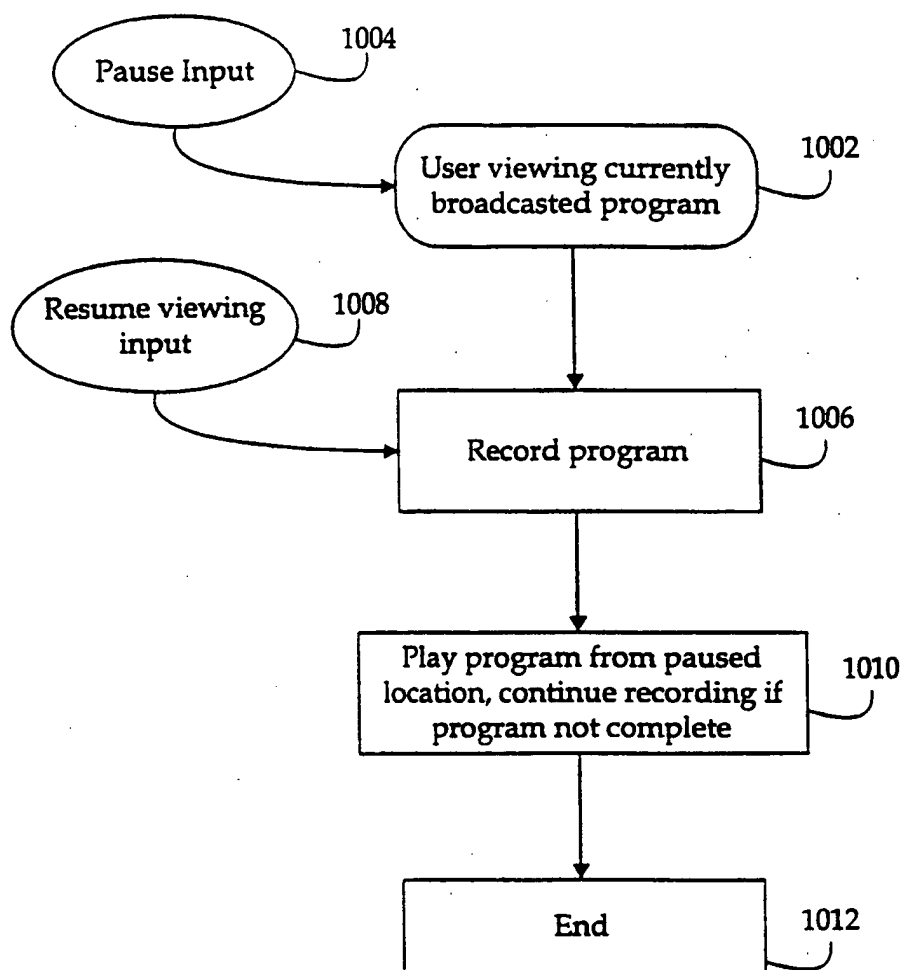 1004
Pause Input
1002
User viewing currently
broadcasted program
1008
Resume viewing
input
1006
Record program
1010
Play program from paused
location, continue recording if
program not complete
1012
End